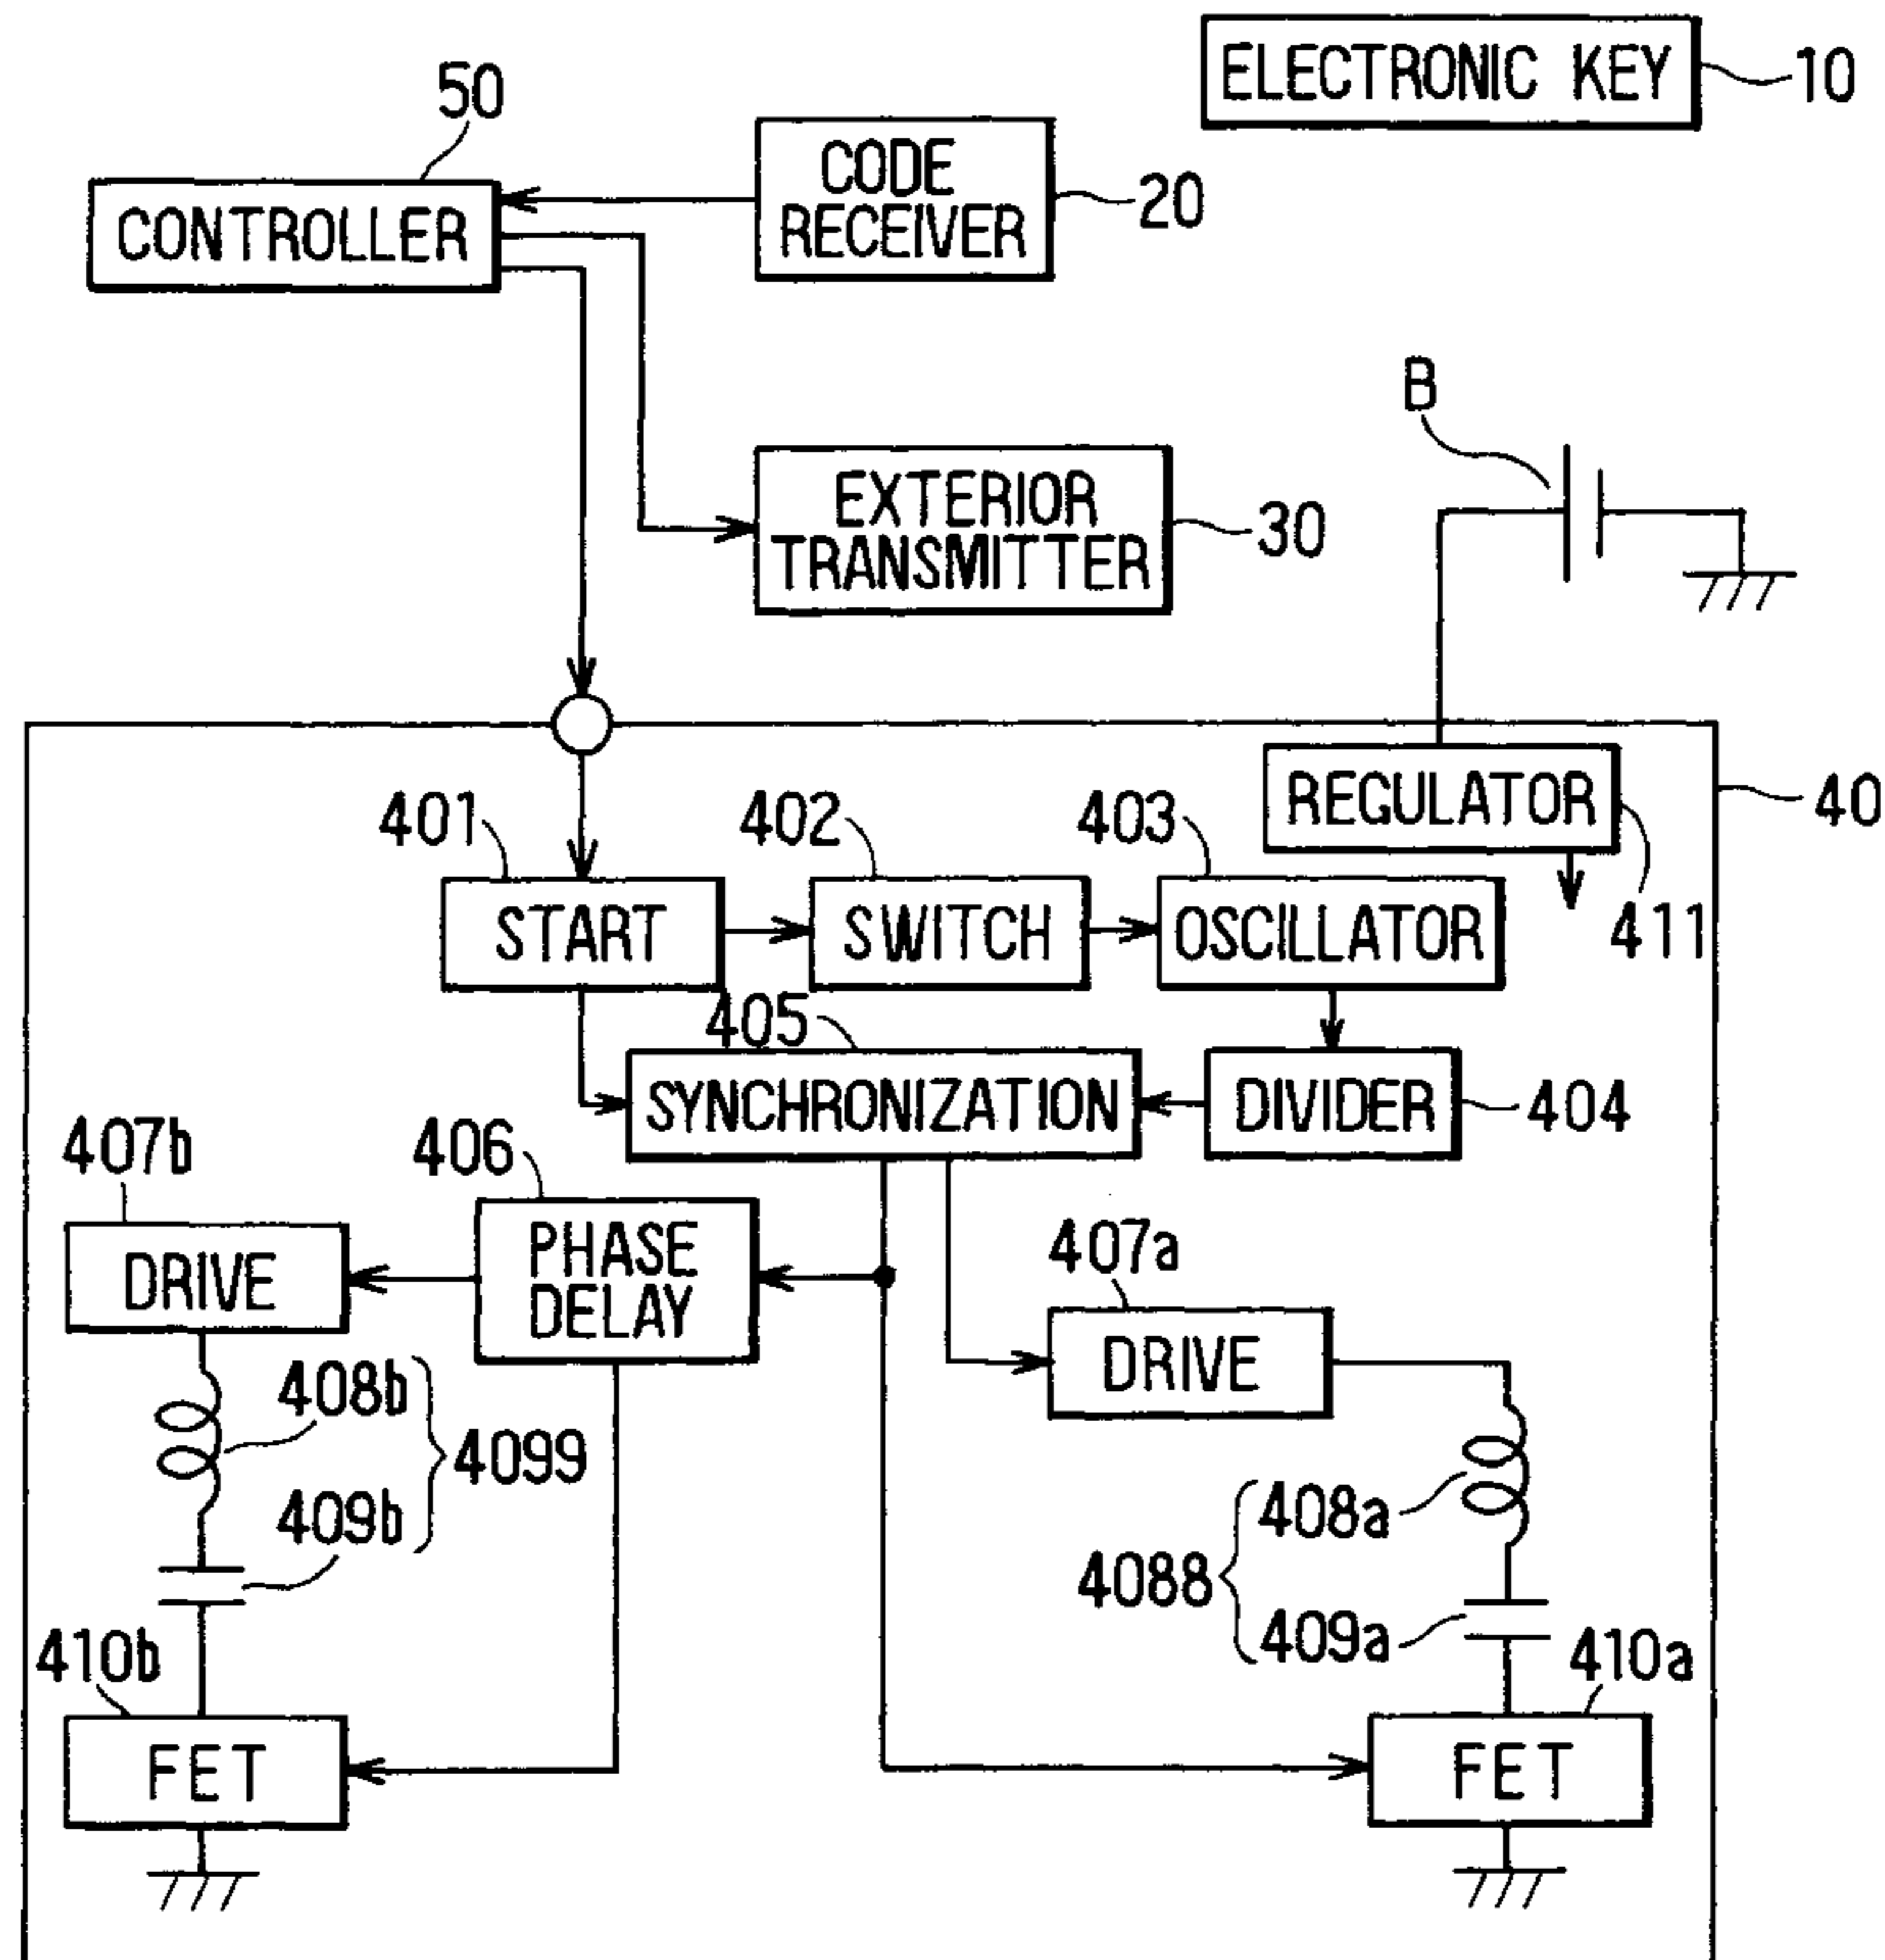 ELECTRONIC KEY
10
50
CODE
RECEIVER
20
CONTROLLER
B
EXTERIOR
TRANSMITTER
30
REGULATOR
40
401
402
403
411
START
SWITCH
OSCILLATOR
405
SYNCHRONIZATION
DIVIDER
404
407b
406
PHASE
DELAY
DRIVE
407a
DRIVE
408b
4099
409b
408a
4088
409a
410b
410a
FET
FET